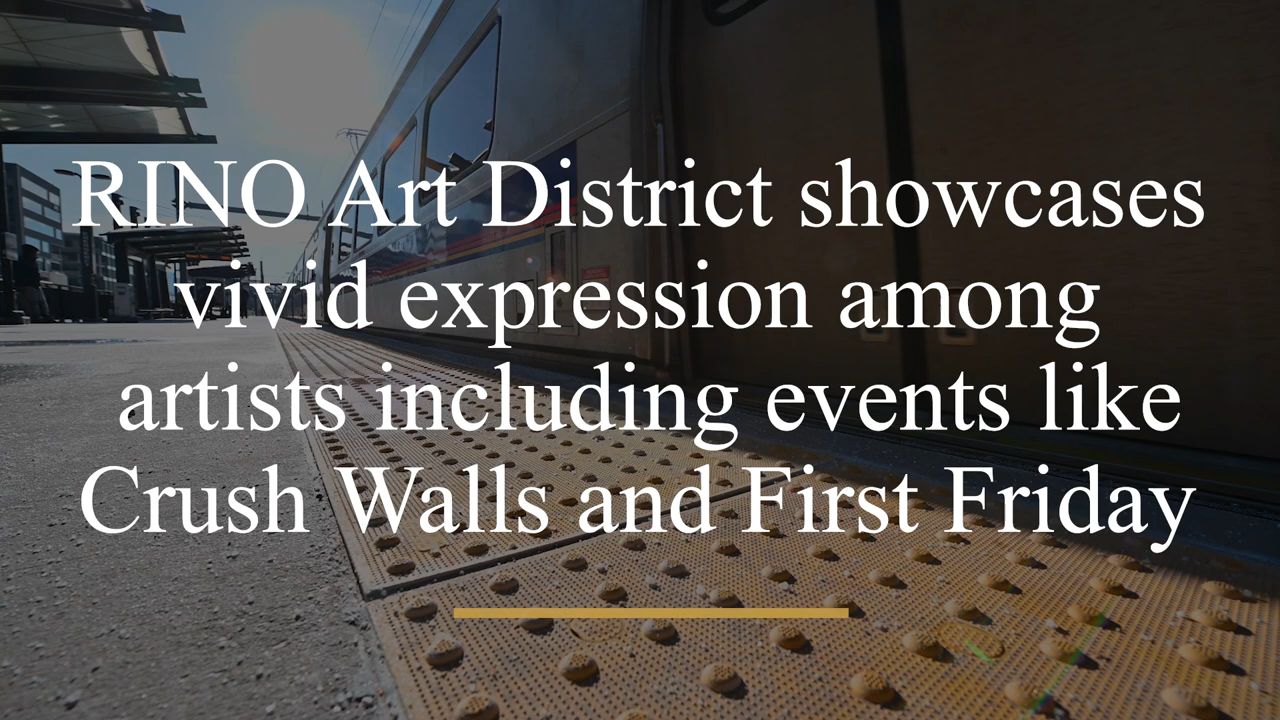 RINO Art District showcases
vivid expression among
artists including events like
Crush Walls and First Friday